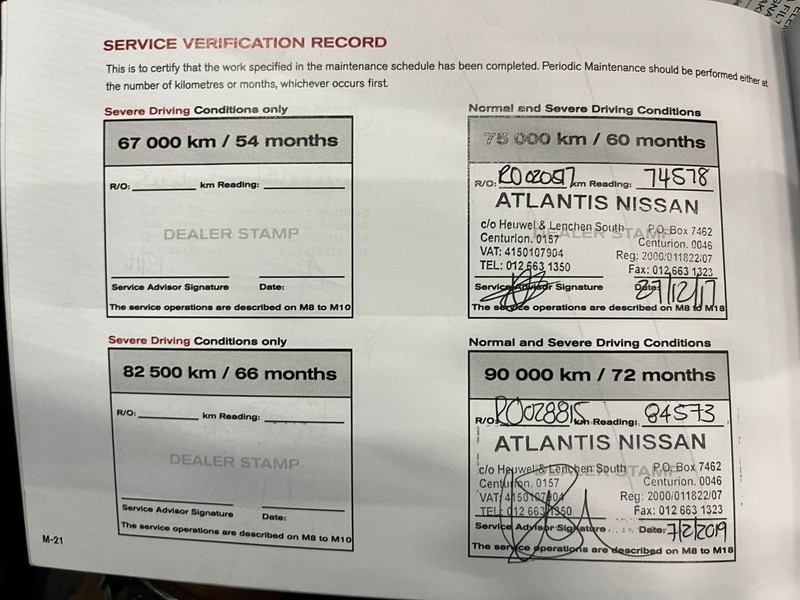 SERVICE VERIFICATION RECORD
This is to certify that the work specified in the maintenance schedule has been completed. Periodic Maintenance should be performed either at
the number of kilometres or months, whichever occurs first.
Severe Driving Conditions only
67 000 km / 54 months
R/O: km Reading:
DEALER STAMP
Service Advisor Signature Date:
The service operations are described on M8 to M10
Normal and Severe Driving Conditions
75 000 km / 60 months
R/O: km Reading: 74578
ATLANTIS NISSAN
DEALER STAMP
c/o Heuwel & Lenchen South P.O. Box 7462
Centurion. 0157 Centurion. 0046
VAT: 4150107904 Reg: 2000/011822/07
TEL: 012 663 1350 Fax: 012 663 1323
Service Advisor Signature Date: 27/12/17
The service operations are described on M8 to M18
Severe Driving Conditions only
82 500 km / 66 months
R/O: km Reading:
DEALER STAMP
Service Advisor Signature Date:
The service operations are described on M8 to M10
Normal and Severe Driving Conditions
90 000 km / 72 months
R/O: RO028815 km Reading: 84573
ATLANTIS NISSAN
DEALER STAMP
c/o Heuwel & Lenchen South P.O. Box 7462
Centurion. 0157 Centurion. 0046
VAT: 4150107904 Reg: 2000/011822/07
TEL: 012 663 1350 Fax: 012 663 1323
Service Advisor Signature Date: 7/2/2019
The service operations are described on M8 to M18
M-21